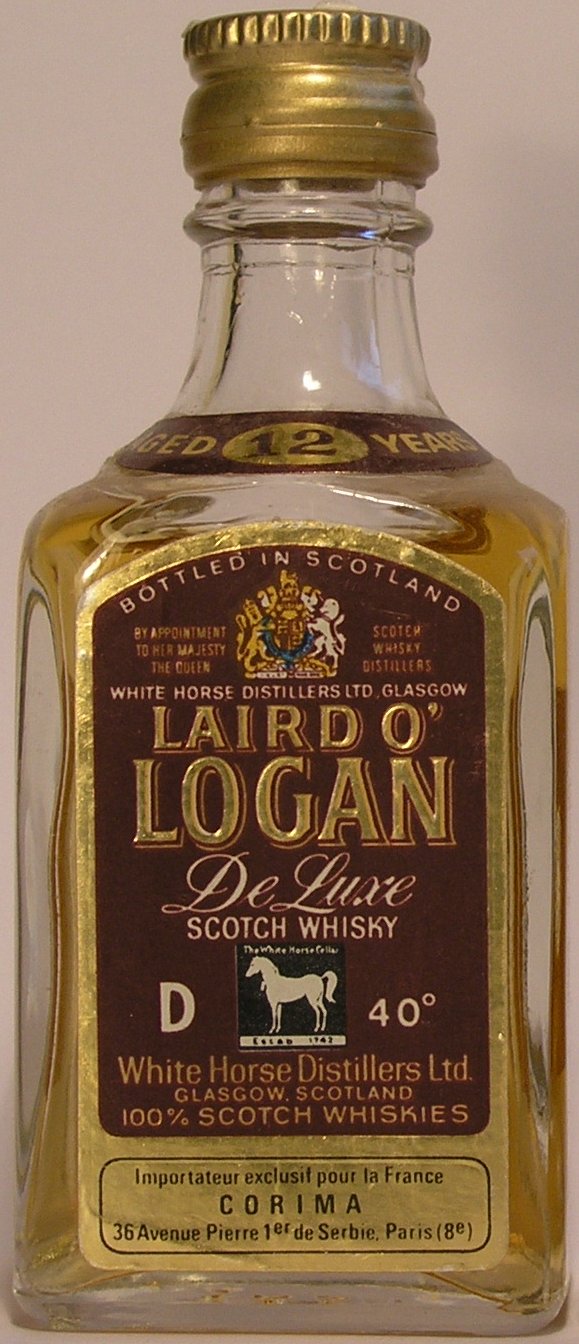 AGED 12 YEARS
BOTTLED IN SCOTLAND
BY APPOINTMENT
TO HER MAJESTY
THE QUEEN
SCOTCH
WHISKY
DISTILLERS
WHITE HORSE DISTILLERS LTD, GLASGOW
LAIRD O'
LOGAN
De Luxe
SCOTCH WHISKY
The White Horse Cellar
D 40°
Estab 1742
White Horse Distillers Ltd.
GLASGOW, SCOTLAND
100% SCOTCH WHISKIES
Importateur exclusif pour la France
CORIMA
36 Avenue Pierre 1er de Serbie, Paris (8e)